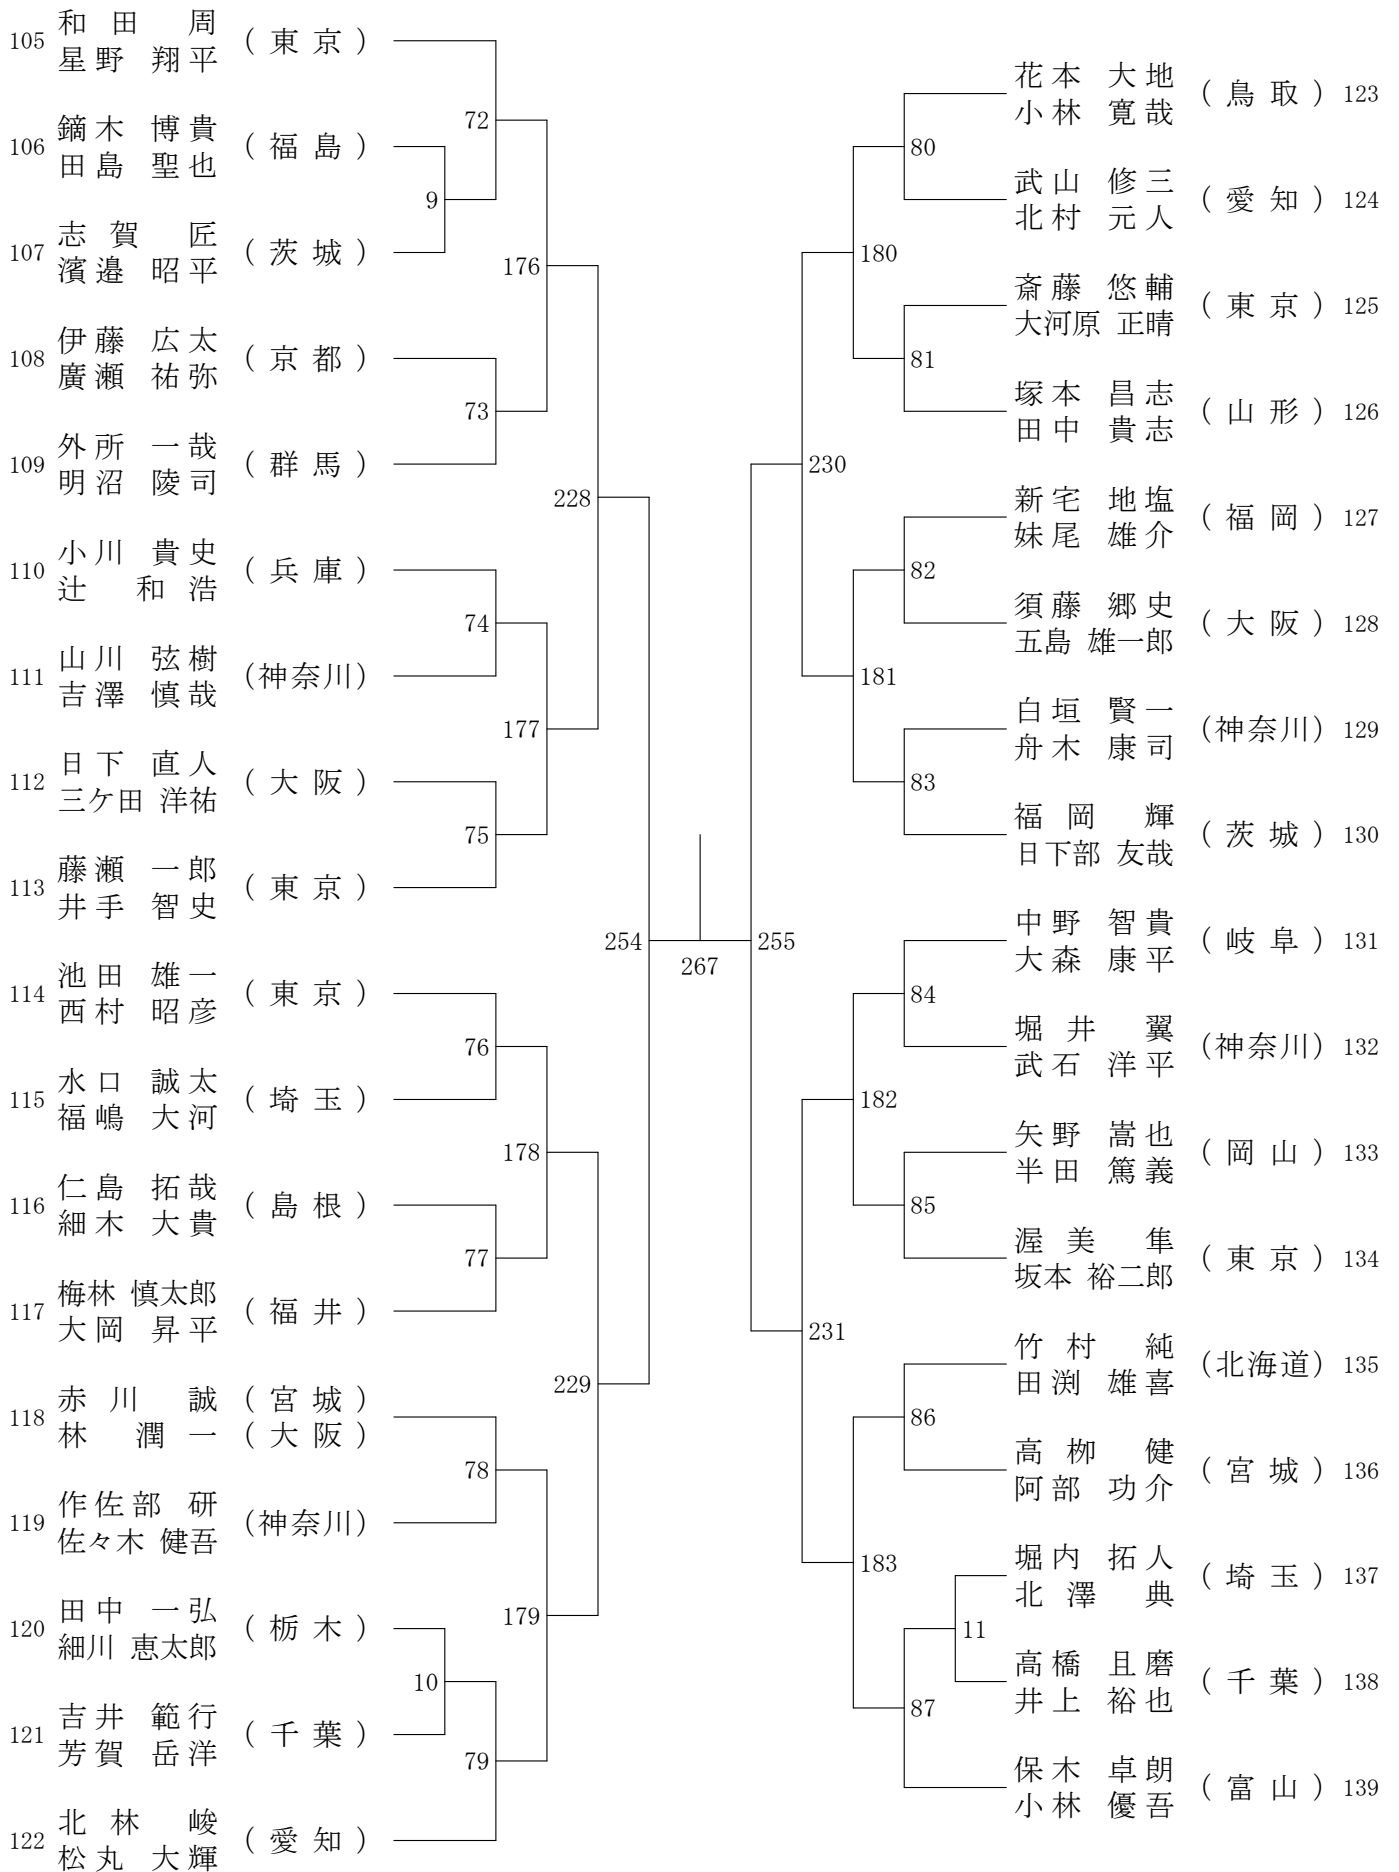 105 和田 周 (東京)
星野 翔平
72
106 鏑木 博貴 (福島)
田島 聖也
9
107 志賀 匠 (茨城)
濱邉 昭平
176
108 伊藤 広太 (京都)
廣瀬 祐弥
73
109 外所 一哉 (群馬)
明沼 陵司
228
110 小川 貴史 (兵庫)
辻 和浩
74
111 山川 弦樹 (神奈川)
吉澤 慎哉
177
112 日下 直人 (大阪)
三ケ田 洋祐
75
113 藤瀬 一郎 (東京)
井手 智史
254
267
114 池田 雄一 (東京)
西村 昭彦
76
115 水口 誠太 (埼玉)
福嶋 大河
178
116 仁島 拓哉 (島根)
細木 大貴
77
117 梅林 慎太郎 (福井)
大岡 昇平
229
118 赤川 誠 (宮城)
林 潤一 (大阪)
78
119 作佐部 研 (神奈川)
佐々木 健吾
179
120 田中 一弘 (栃木)
細川 恵太郎
10
121 吉井 範行 (千葉)
芳賀 岳洋
79
122 北林 峻 (愛知)
松丸 大輝
花本 大地 (鳥取) 123
小林 寛哉
80
武山 修三 (愛知) 124
北村 元人
180
斎藤 悠輔 (東京) 125
大河原 正晴
81
塚本 昌志 (山形) 126
田中 貴志
230
新宅 地塩 (福岡) 127
妹尾 雄介
82
須藤 郷史 (大阪) 128
五島 雄一郎
181
白垣 賢一 (神奈川) 129
舟木 康司
83
福岡 輝 (茨城) 130
日下部 友哉
255
中野 智貴 (岐阜) 131
大森 康平
84
堀井 翼 (神奈川) 132
武石 洋平
182
矢野 嵩也 (岡山) 133
半田 篤義
85
渥美 隼 (東京) 134
坂本 裕二郎
231
竹村 純 (北海道) 135
田渕 雄喜
86
高栁 健 (宮城) 136
阿部 功介
183
堀内 拓人 (埼玉) 137
北澤 典
11
高橋 且磨 (千葉) 138
井上 裕也
87
保木 卓朗 (富山) 139
小林 優吾